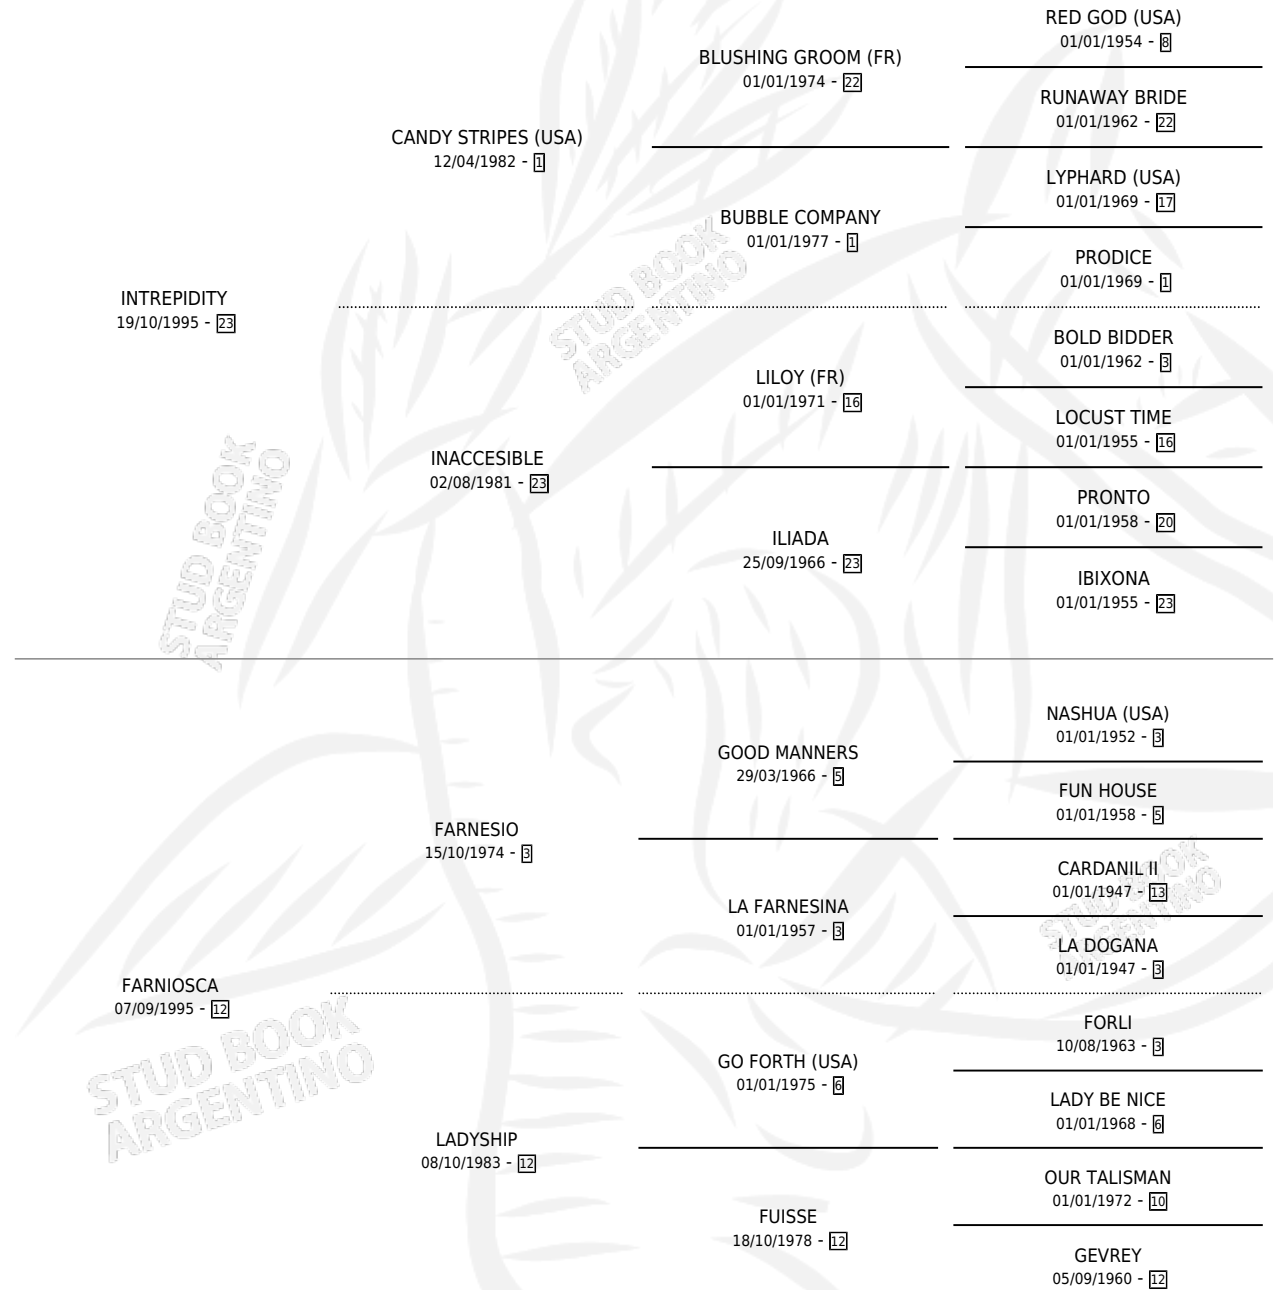 RED GOD (USA)
01/01/1954 - 8
BLUSHING GROOM (FR)
01/01/1974 - 22
RUNAWAY BRIDE
01/01/1962 - 22
CANDY STRIPES (USA)
12/04/1982 - 1
LYPHARD (USA)
01/01/1969 - 17
BUBBLE COMPANY
01/01/1977 - 1
PRODICE
01/01/1969 - 1
INTREPIDITY
19/10/1995 - 23
STUD BOOK
ARGENTINO
BOLD BIDDER
01/01/1962 - 3
LILOY (FR)
01/01/1971 - 16
LOCUST TIME
01/01/1955 - 16
INACCESIBLE
02/08/1981 - 23
PRONTO
01/01/1958 - 20
ILIADA
25/09/1966 - 23
IBIXONA
01/01/1955 - 23
STUD BOOK
ARGENTINO
NASHUA (USA)
01/01/1952 - 3
GOOD MANNERS
29/03/1966 - 5
FUN HOUSE
01/01/1958 - 5
FARNESIO
15/10/1974 - 3
CARDANIL II
01/01/1947 - 13
LA FARNESINA
01/01/1957 - 3
STUD BOOK
ARGENTINO
LA DOGANA
01/01/1947 - 3
FARNIOSCA
07/09/1995 - 12
STUD BOOK
ARGENTINO
FORLI
10/08/1963 - 3
GO FORTH (USA)
01/01/1975 - 6
LADY BE NICE
01/01/1968 - 6
LADYSHIP
08/10/1983 - 12
OUR TALISMAN
01/01/1972 - 10
FUISSE
18/10/1978 - 12
GEVREY
05/09/1960 - 12